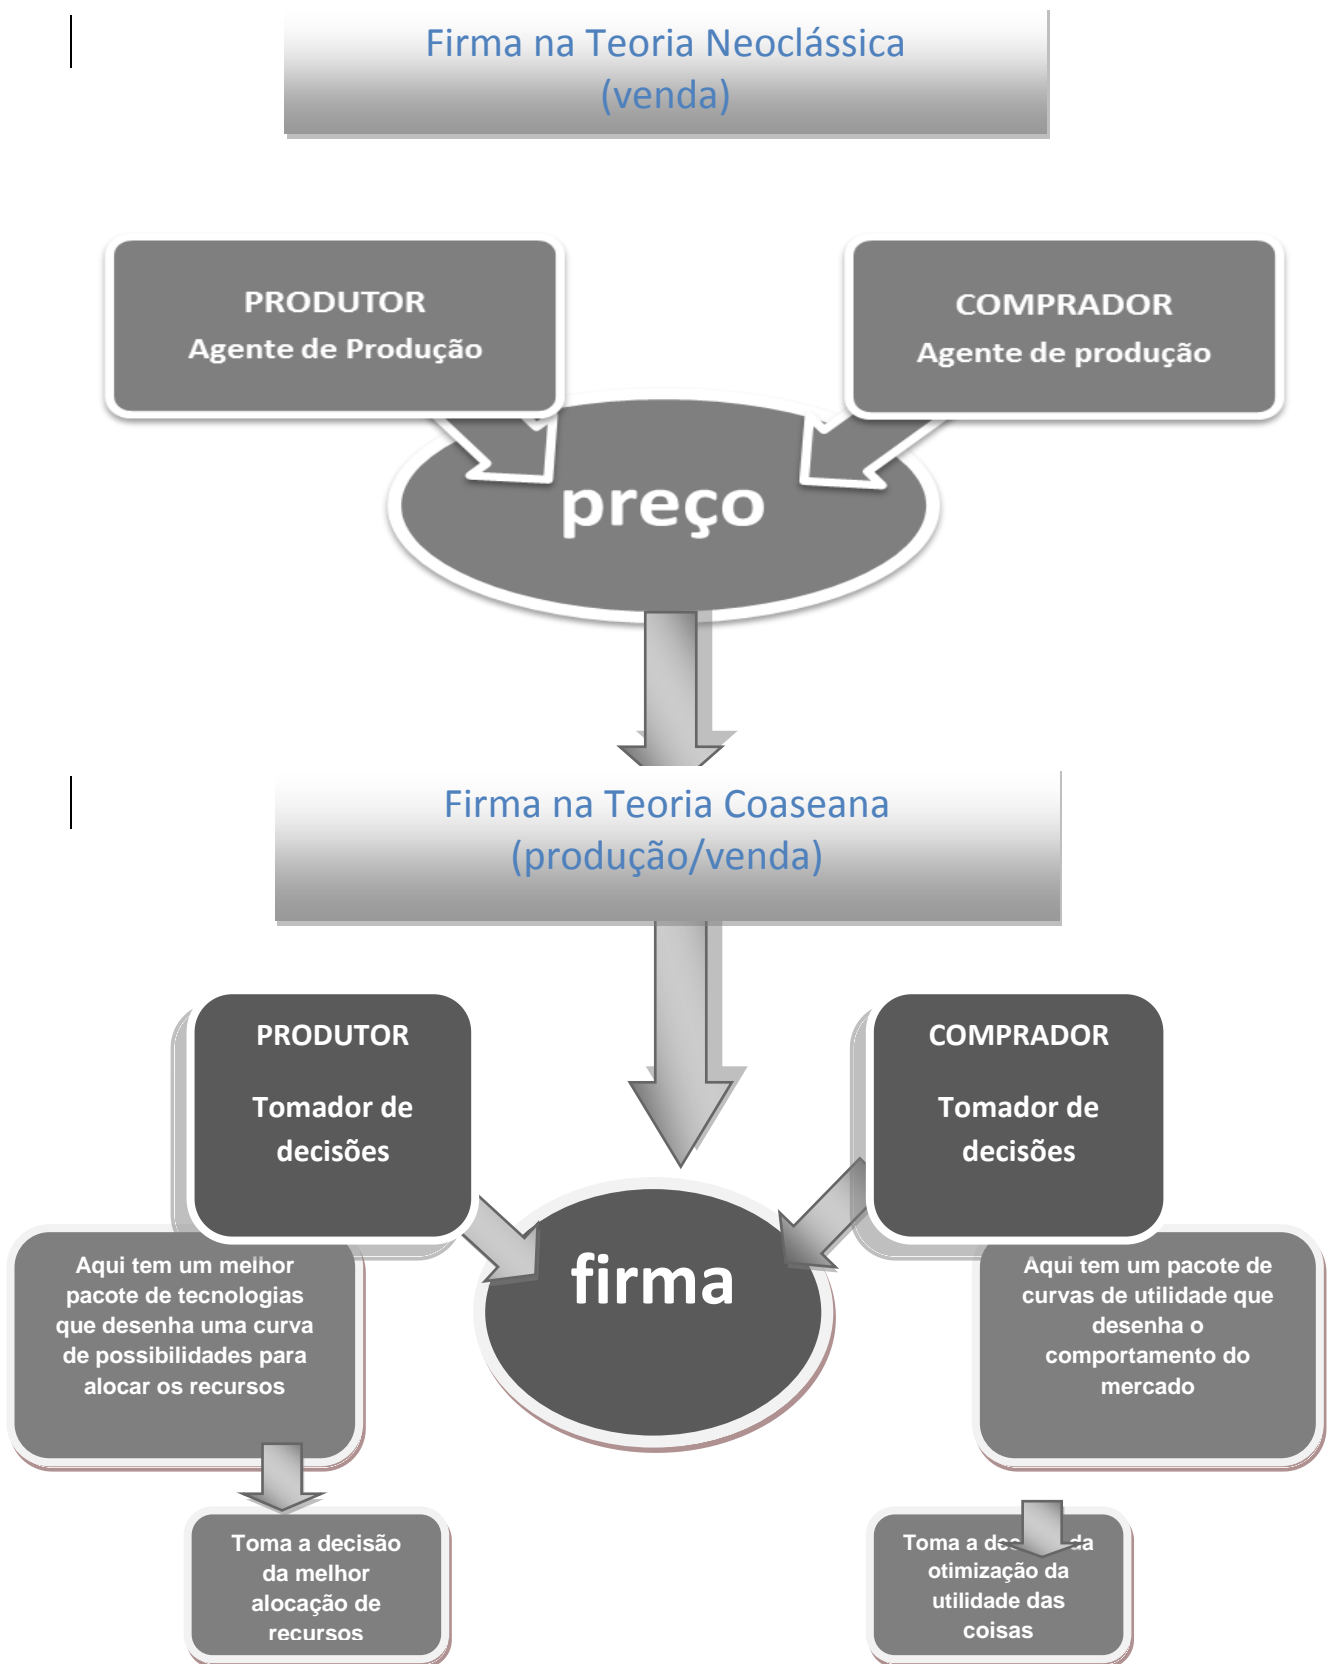 Firma na Teoria Neoclássica
(venda)
PRODUTOR
Agente de Produção
COMPRADOR
Agente de produção
preço
Firma na Teoria Coaseana
(produção/venda)
PRODUTOR
Tomador de
decisões
COMPRADOR
Tomador de
decisões
firma
Aqui tem um melhor
pacote de tecnologias
que desenha uma curva
de possibilidades para
alocar os recursos
Aqui tem um pacote de
curvas de utilidade que
desenha o
comportamento do
mercado
Toma a decisão
da melhor
alocação de
recursos
Toma a da
otimização da
utilidade das
coisas